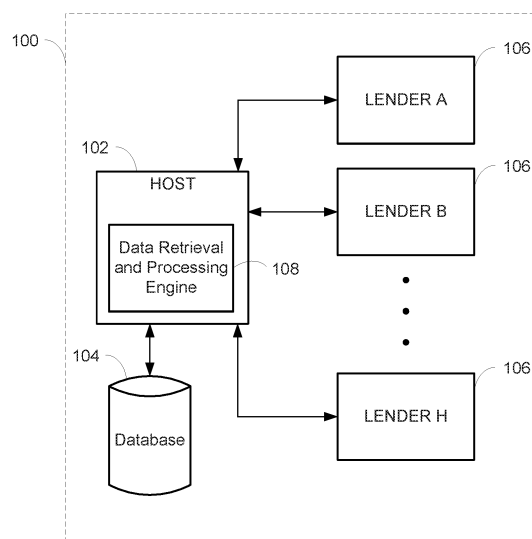 100
106
LENDER A
102
HOST
106
LENDER B
Data Retrieval
and Processing
Engine
108
104
106
LENDER H
Database